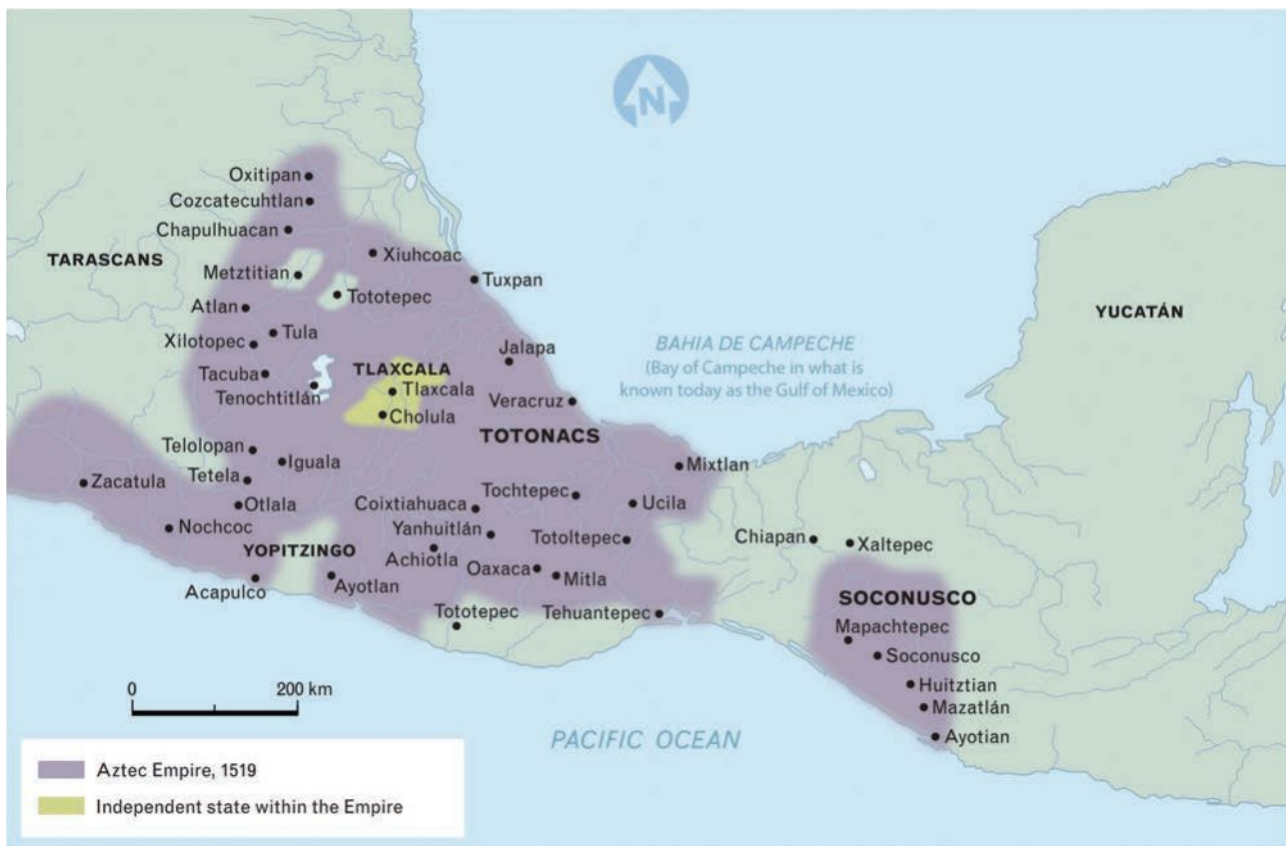 N
Oxitipan
Cozcatecuhtlan
Chapulhuacan
TARASCANS
Xiuhcoac
Metztitian
Tuxpan
Tototepec
Atlan
YUCATÁN
Tula
Xilotopec
BAHIA DE CAMPECHE
(Bay of Campeche in what is
known today as the Gulf of Mexico)
Jalapa
TLAXCALA
Tacuba
Tlaxcala
Tenochtitlán
Veracruz
Cholula
TOTONACS
Telolopan
Iguala
Mixtlan
Zacatula
Tetela
Tochtepec
Otlala
Coixtiahuaca
Ucila
Nochcoc
Yanhuitlán
Totoltepec
Chiapan
Xaltepec
YOPITZINGO
Achiotla
Oaxaca
Mitla
Acapulco
Ayotlan
SOCONUSCO
Tototepec
Tehuantepec
Mapachtepec
Soconusco
Huitztian
Mazatlán
Ayotian
0 200 km
PACIFIC OCEAN
Aztec Empire, 1519
Independent state within the Empire